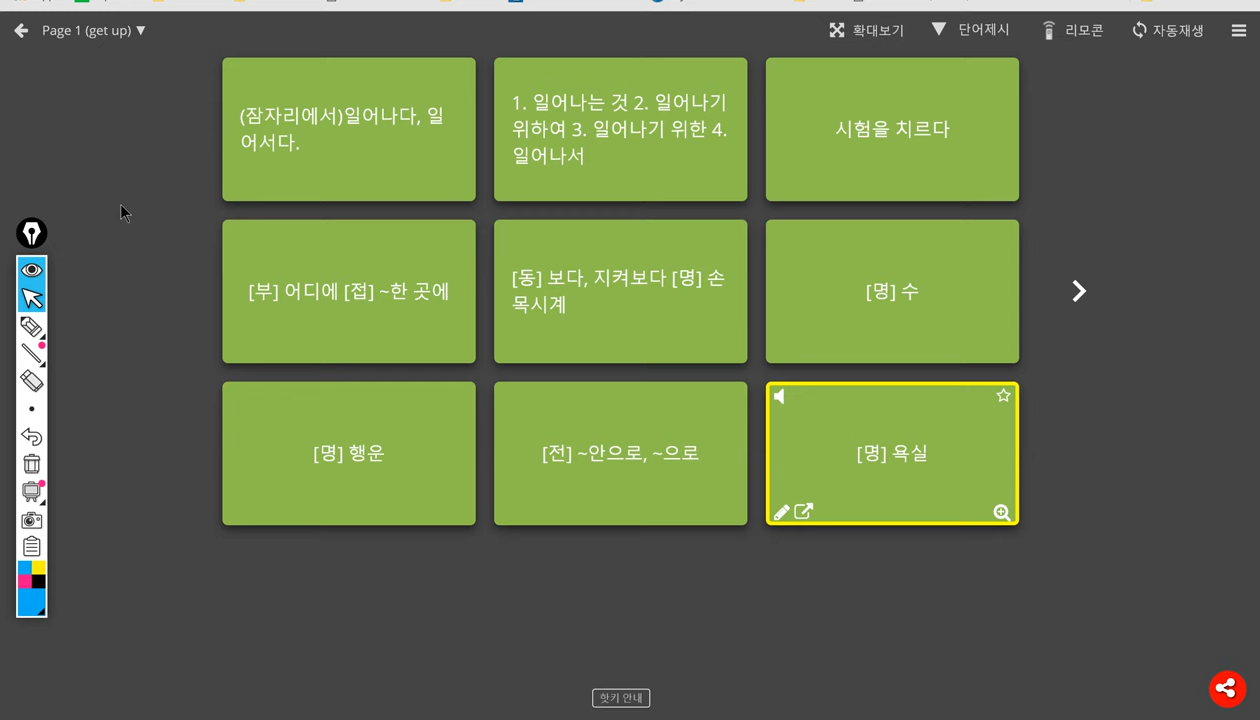 Page 1 (get up) ▼
확대보기
단어제시
리모콘
자동재생
(잠자리에서)일어나다, 일
어서다.
1. 일어나는 것 2. 일어나기
위하여 3. 일어나기 위한 4.
일어나서
시험을 치르다
[부] 어디에 [접] ~한 곳에
[동] 보다, 지켜보다 [명] 손
목시계
[명] 수
[명] 행운
[전] ~안으로, ~으로
[명] 욕실
핫키 안내